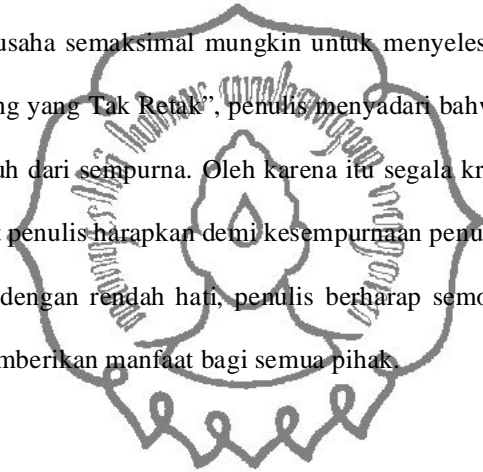 usaha semaksimal mungkin untuk menyeles
ng yang Tak Retak”, penulis menyadari bahw
uh dari sempurna. Oleh karena itu segala kr
penulis harapkan demi kesempurnaan penu
dengan rendah hati, penulis berharap semo
mberikan manfaat bagi semua pihak.